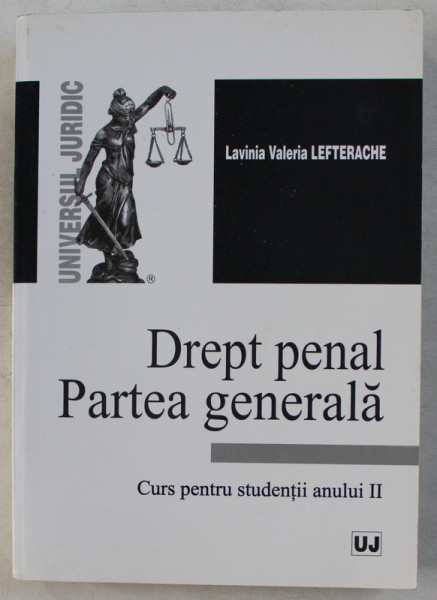 UNIVERSUL JURIDIC
®
Lavinia Valeria LEFTERACHE
Drept penal
Partea generală
Curs pentru studenții anului II
UJ